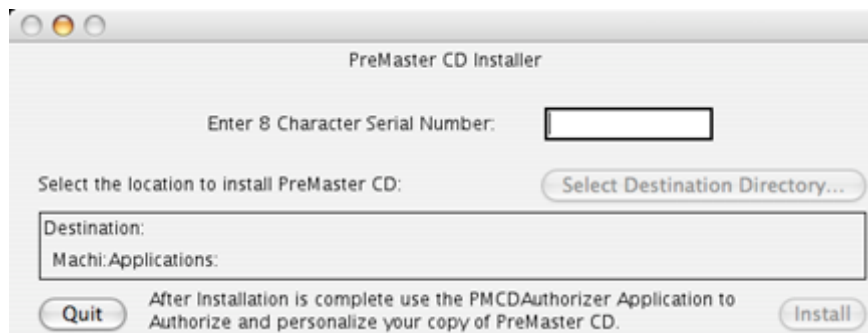 PreMaster CD Installer
Enter 8 Character Serial Number:
Select the location to install PreMaster CD:
Select Destination Directory...
Destination:
Machi:Applications:
Quit
After Installation is complete use the PMCDAuthorizer Application to
Authorize and personalize your copy of PreMaster CD.
Install